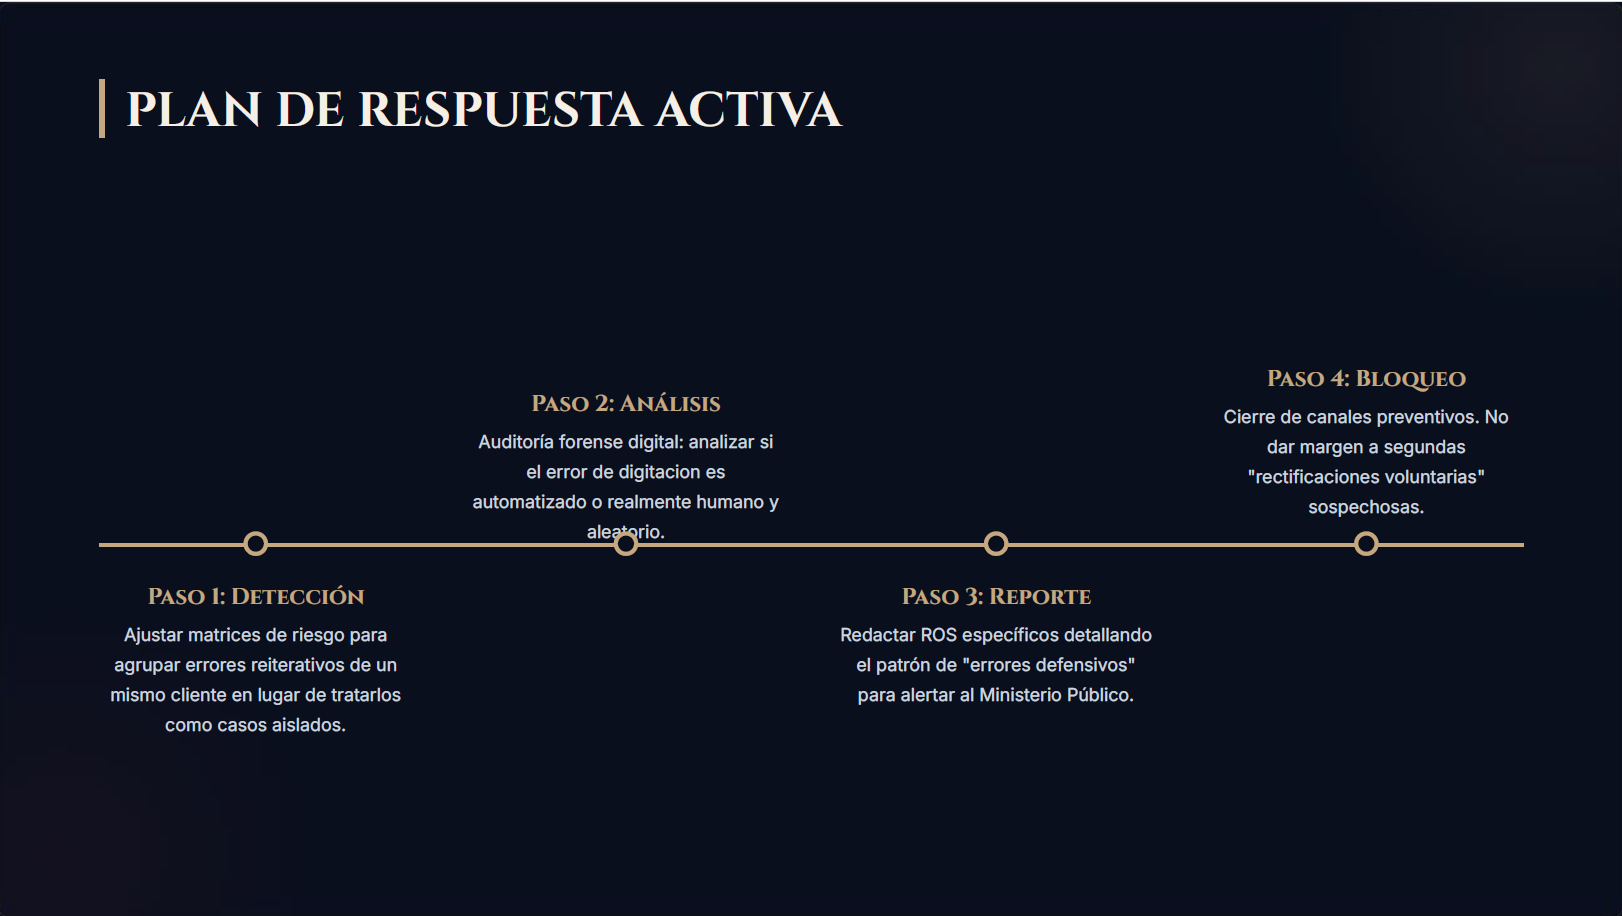 PLAN DE RESPUESTA ACTIVA
Paso 1: Detección
Ajustar matrices de riesgo para
agrupar errores reiterativos de un
mismo cliente en lugar de tratarlos
como casos aislados.
Paso 2: Análisis
Auditoría forense digital: analizar si
el error de digitacion es
automatizado o realmente humano y
aleatorio.
Paso 3: Reporte
Redactar ROS específicos detallando
el patrón de "errores defensivos"
para alertar al Ministerio Público.
Paso 4: Bloqueo
Cierre de canales preventivos. No
dar margen a segundas
"rectificaciones voluntarias"
sospechosas.